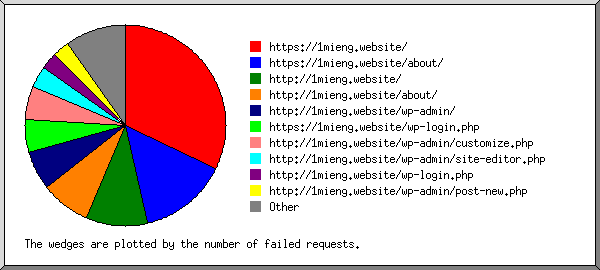 https://1mieng.website/
https://1mieng.website/about/
http://1mieng.website/
http://1mieng.website/about/
http://1mieng.website/wp-admin/
https://1mieng.website/wp-login.php
http://1mieng.website/wp-admin/customize.php
http://1mieng.website/wp-admin/site-editor.php
http://1mieng.website/wp-login.php
http://1mieng.website/wp-admin/post-new.php
Other
The wedges are plotted by the number of failed requests.